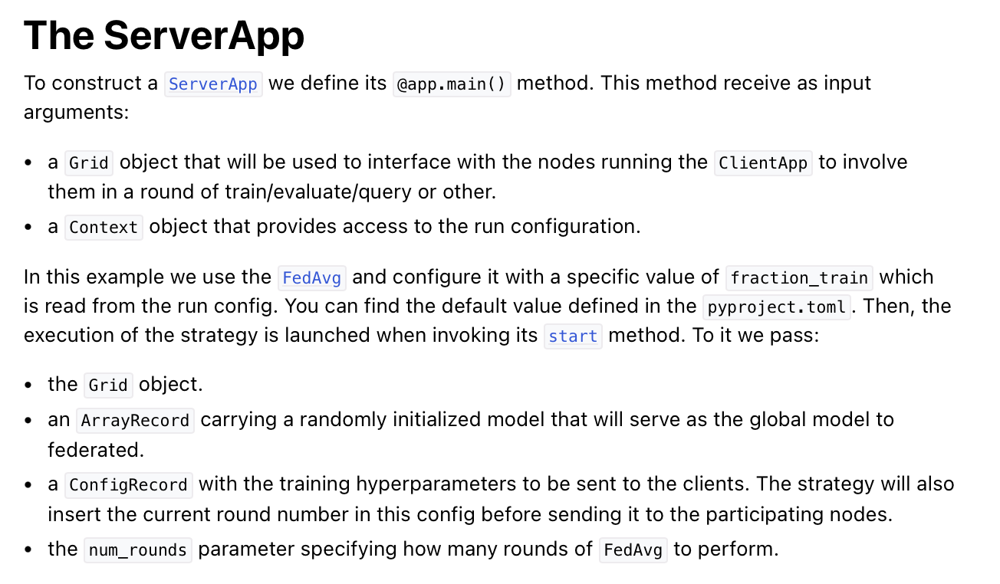 The ServerApp
To construct a ServerApp we define its @app.main() method. This method receive as input
arguments:
• a Grid object that will be used to interface with the nodes running the ClientApp to involve
them in a round of train/evaluate/query or other.
• a Context object that provides access to the run configuration.
In this example we use the FedAvg and configure it with a specific value of fraction_train which
is read from the run config. You can find the default value defined in the pyproject.toml. Then, the
execution of the strategy is launched when invoking its start method. To it we pass:
• the Grid object.
• an ArrayRecord carrying a randomly initialized model that will serve as the global model to
federated.
• a ConfigRecord with the training hyperparameters to be sent to the clients. The strategy will also
insert the current round number in this config before sending it to the participating nodes.
• the num_rounds parameter specifying how many rounds of FedAvg to perform.